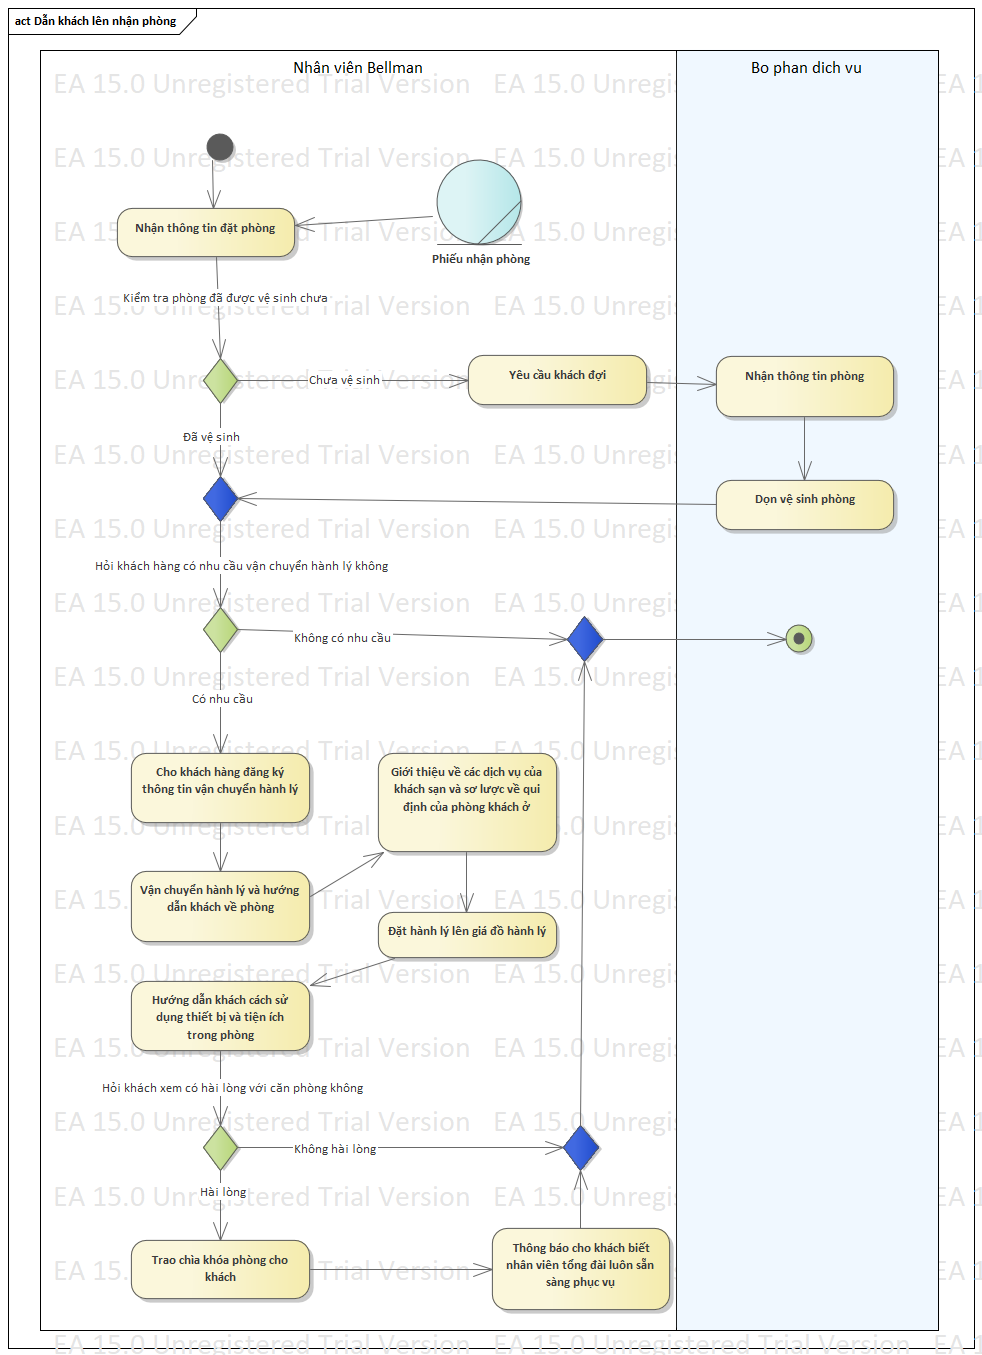 act Dẫn khách lên nhận phòng
Nhân viên Bellman
Bo phan dich vu
Nhận thông tin đặt phòng
Phiếu nhận phòng
Kiểm tra phòng đã được vệ sinh chưa
Chưa vệ sinh
Yêu cầu khách đợi
Nhận thông tin phòng
Đã vệ sinh
Dọn vệ sinh phòng
Hỏi khách hàng có nhu cầu vận chuyển hành lý không
Không có nhu cầu
Có nhu cầu
Cho khách hàng đăng ký
thông tin vận chuyển hành lý
Giới thiệu về các dịch vụ của
khách sạn và sơ lược về qui
định của phòng khách ở
Vận chuyển hành lý và hướng
dẫn khách về phòng
Đặt hành lý lên giá đồ hành lý
Hướng dẫn khách cách sử
dụng thiết bị và tiện ích
trong phòng
Hỏi khách xem có hài lòng với căn phòng không
Không hài lòng
Hài lòng
Trao chìa khóa phòng cho
khách
Thông báo cho khách biết
nhân viên tổng đài luôn sẵn
sàng phục vụ
EA 15.0 Unregistered Trial Version